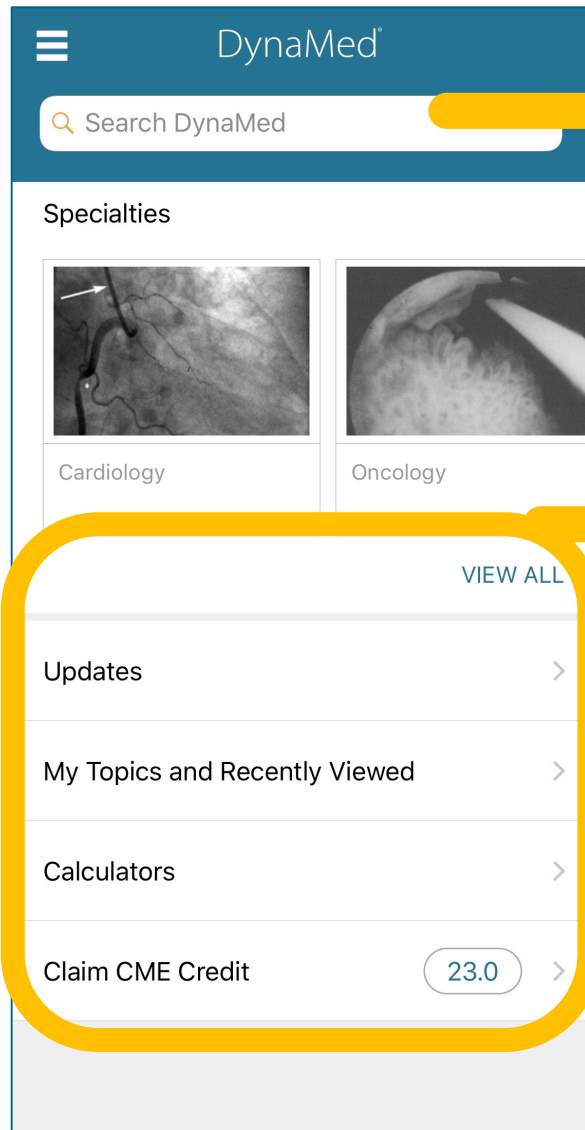 DynaMed®
Search DynaMed
Specialties
Cardiology
Oncology
VIEW ALL
Updates
My Topics and Recently Viewed
Calculators
Claim CME Credit 23.0